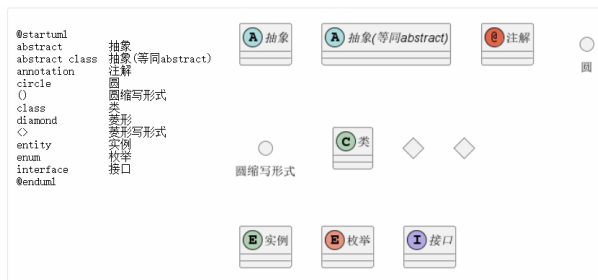 @startuml
abstract 抽象
abstract class 抽象(等同abstract)
annotation 注解
circle 圆
() 圆缩写形式
class 类
diamond 菱形
<> 菱形写形式
entity 实例
enum 枚举
interface 接口
@enduml
A 抽象
A 抽象(等同abstract)
@ 注解
圆
圆缩写形式
C 类
E 实例
E 枚举
I 接口